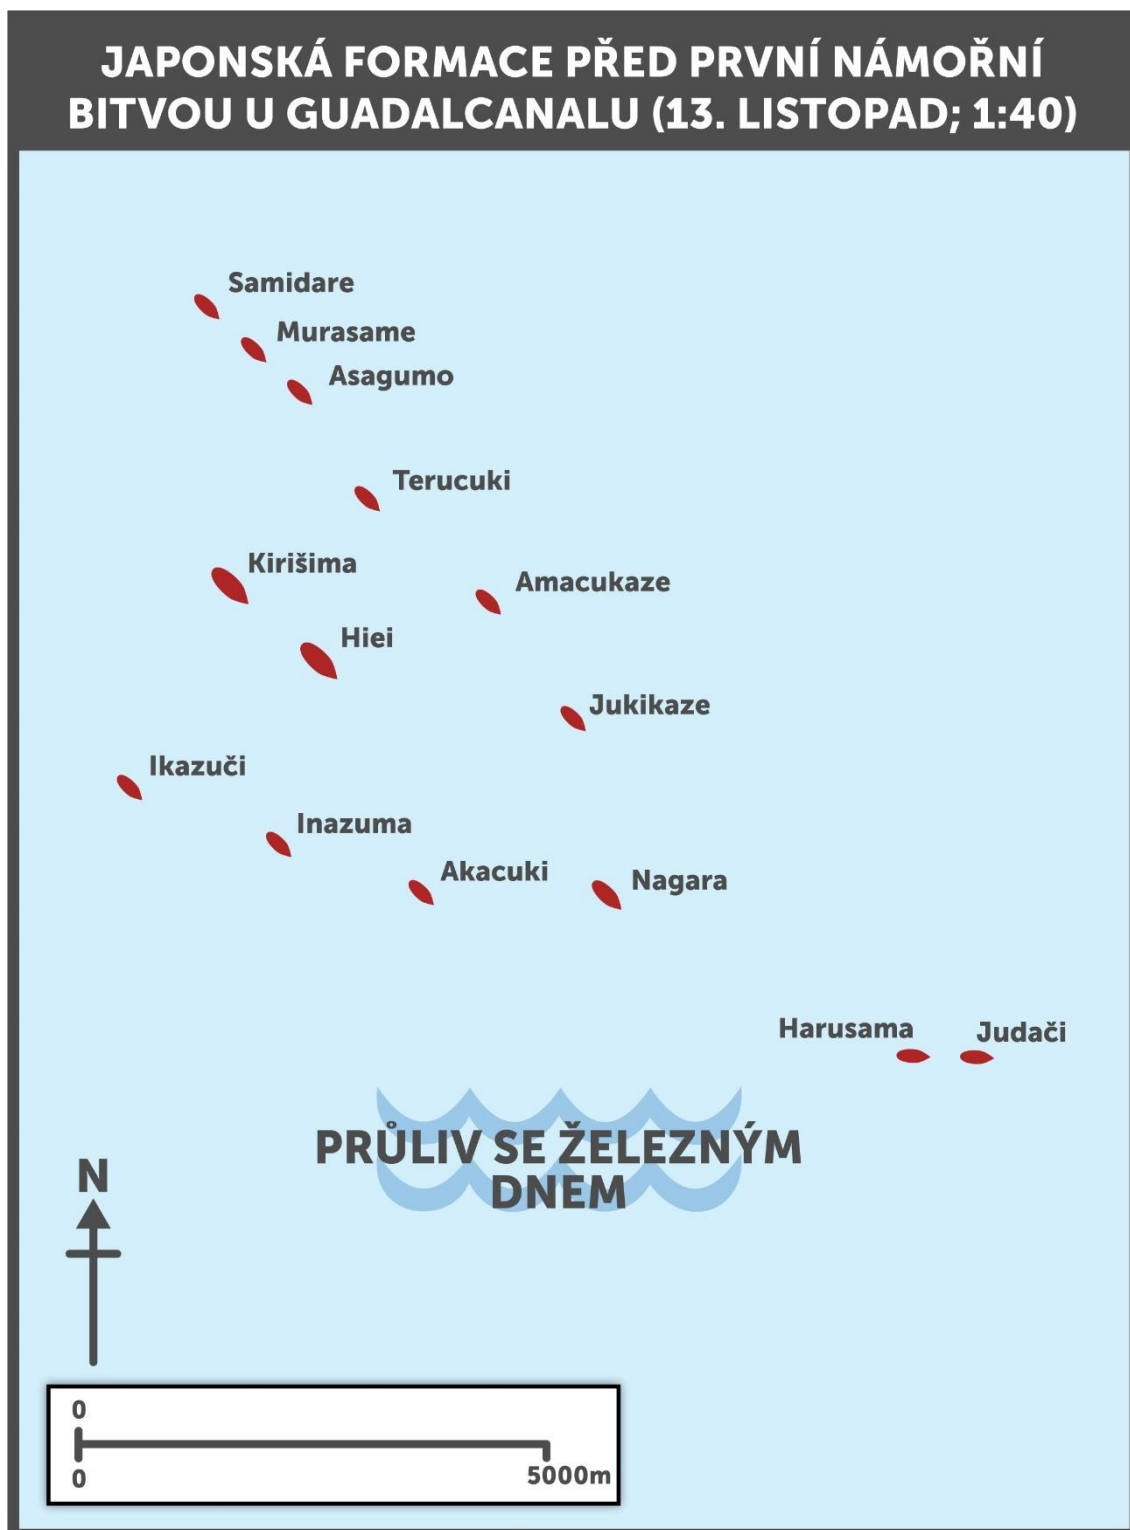 JAPONSKÁ FORMACE PŘED PRVNÍ NÁMOŘNÍ
BITVOU U GUADALCANALU (13. LISTOPAD; 1:40)
Samidare
Murasame
Asagumo
Terucuki
Kirišima
Amacukaze
Hiei
Jukikaze
Ikazuči
Inazuma
Akacuki
Nagara
Harusama
Judači
PRŮLIV SE ŽELEZNÝM
DNEM
N
0
0
5000m